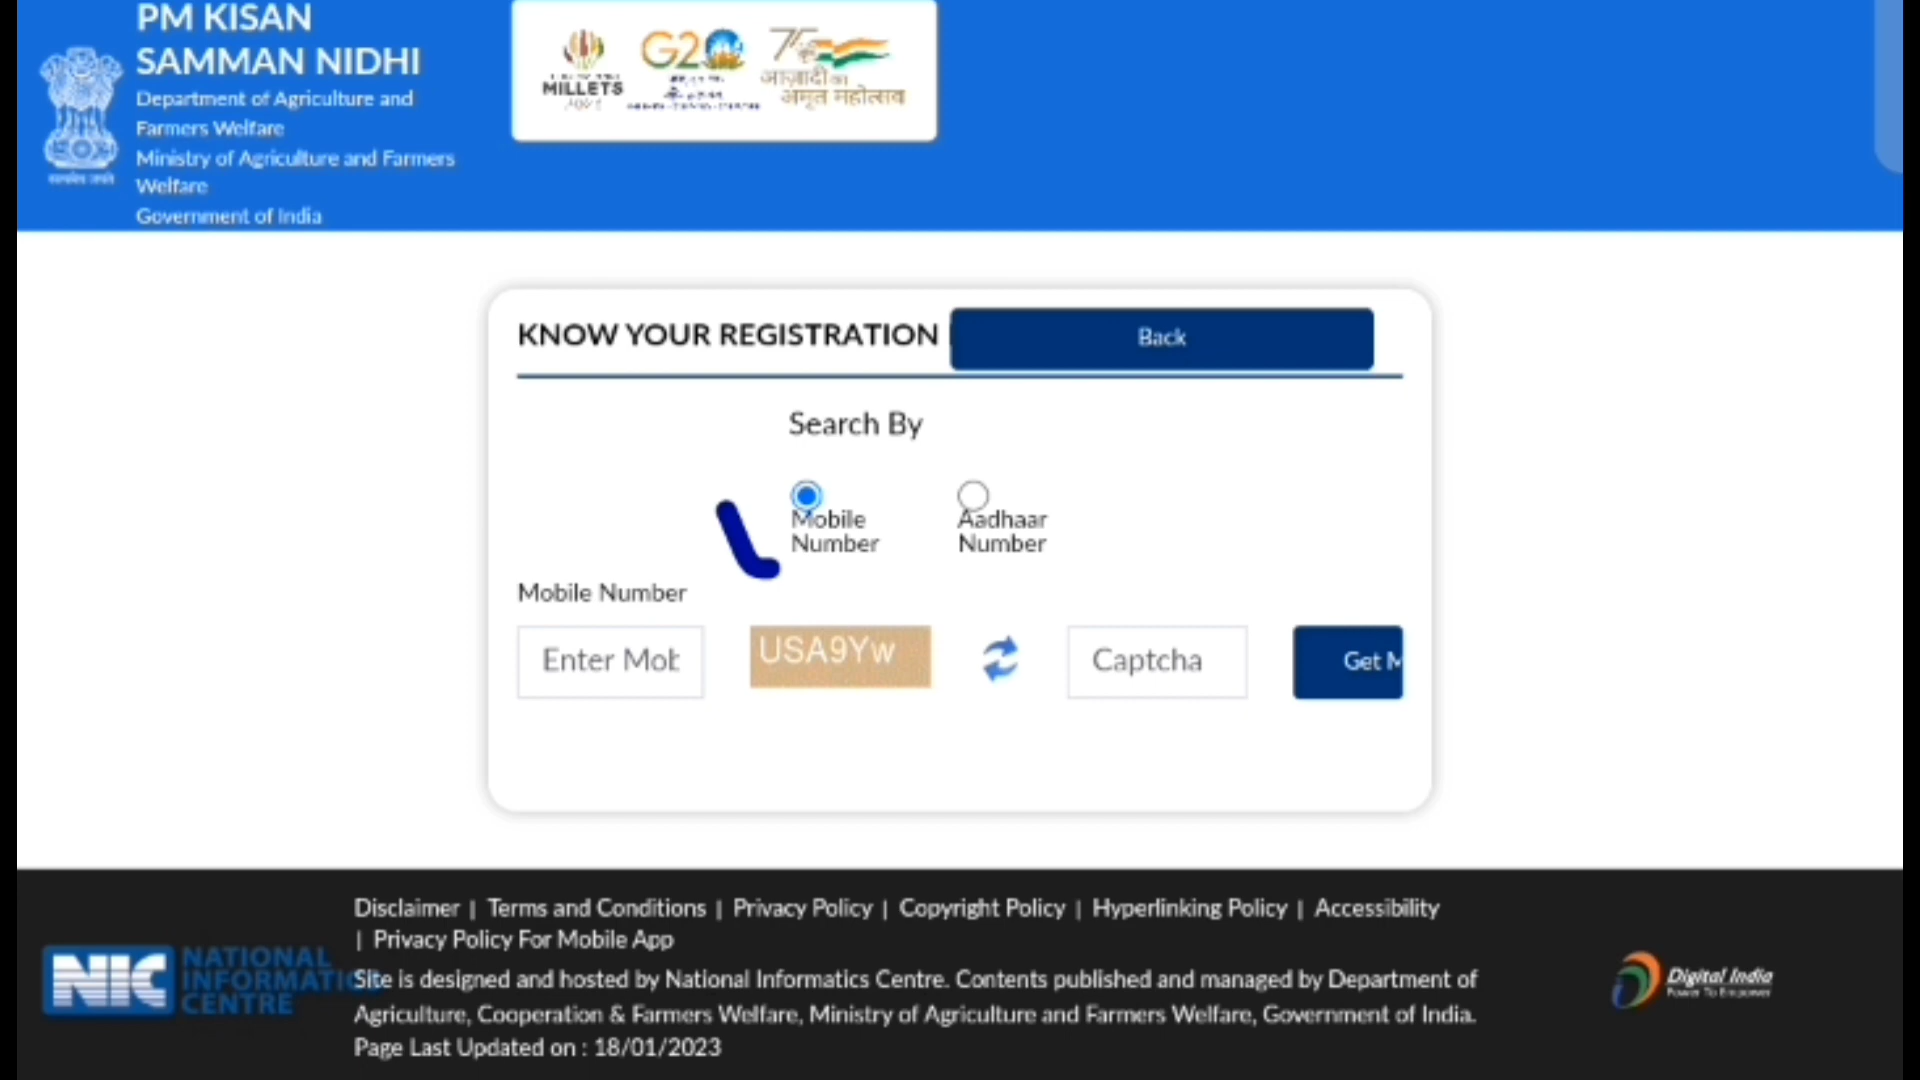 PM KISAN
SAMMAN NIDHI
Department of Agriculture and
Farmers Welfare
Ministry of Agriculture and Farmers
Welfare
Government of India
MILLETS
G20
आज़ादी का
अमृत महोत्सव
KNOW YOUR REGISTRATION
Back
Search By
Mobile
Number
Aadhaar
Number
Mobile Number
Enter Mob
USA9Yw
Captcha
Get M
Disclaimer | Terms and Conditions | Privacy Policy | Copyright Policy | Hyperlinking Policy | Accessibility
| Privacy Policy For Mobile App
NIC NATIONAL
INFORMATICS
CENTRE
Site is designed and hosted by National Informatics Centre. Contents published and managed by Department of
Agriculture, Cooperation & Farmers Welfare, Ministry of Agriculture and Farmers Welfare, Government of India.
Page Last Updated on : 18/01/2023
Digital India
Power To Empower